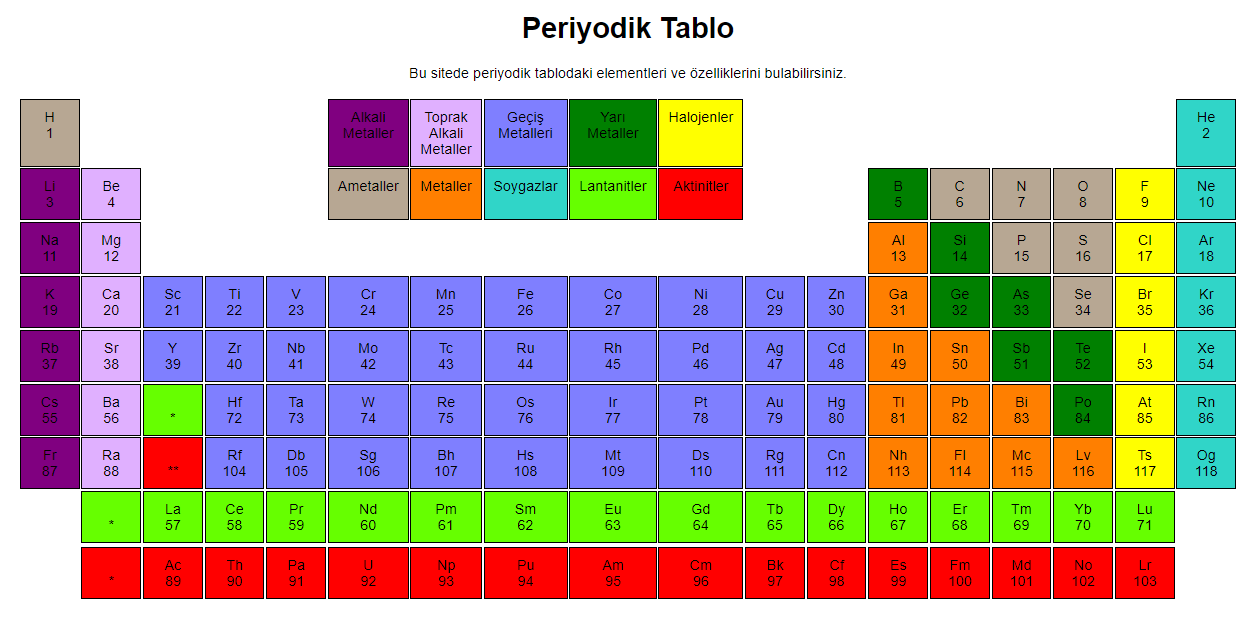 Periyodik Tablo
Bu sitede periyodik tablodaki elementleri ve özelliklerini bulabilirsiniz.
H Alkali Toprak Geçiş Yarı Halojenler He
1 Metaller Alkali Metalleri Metaller 2
Metaller
Li Be Ametaller Metaller Soygazlar Lantanitler Aktinitler B C N O F Ne
3 4 5 6 7 8 9 10
Na Mg Al Si P S Cl Ar
11 12 13 14 15 16 17 18
K Ca Sc Ti V Cr Mn Fe Co Ni Cu Zn Ga Ge As Se Br Kr
19 20 21 22 23 24 25 26 27 28 29 30 31 32 33 34 35 36
Rb Sr Y Zr Nb Mo Tc Ru Rh Pd Ag Cd In Sn Sb Te I Xe
37 38 39 40 41 42 43 44 45 46 47 48 49 50 51 52 53 54
Cs Ba Hf Ta W Re Os Ir Pt Au Hg Tl Pb Bi Po At Rn
55 56 * 72 73 74 75 76 77 78 79 80 81 82 83 84 85 86
Fr Ra Rf Db Sg Bh Hs Mt Ds Rg Cn Nh Fl Mc Lv Ts Og
87 88 ** 104 105 106 107 108 109 110 111 112 113 114 115 116 117 118
La Ce Pr Nd Pm Sm Eu Gd Tb Dy Ho Er Tm Yb Lu
* 57 58 59 60 61 62 63 64 65 66 67 68 69 70 71
Ac Th Pa U Np Pu Am Cm Bk Cf Es Fm Md No Lr
* 89 90 91 92 93 94 95 96 97 98 99 100 101 102 103